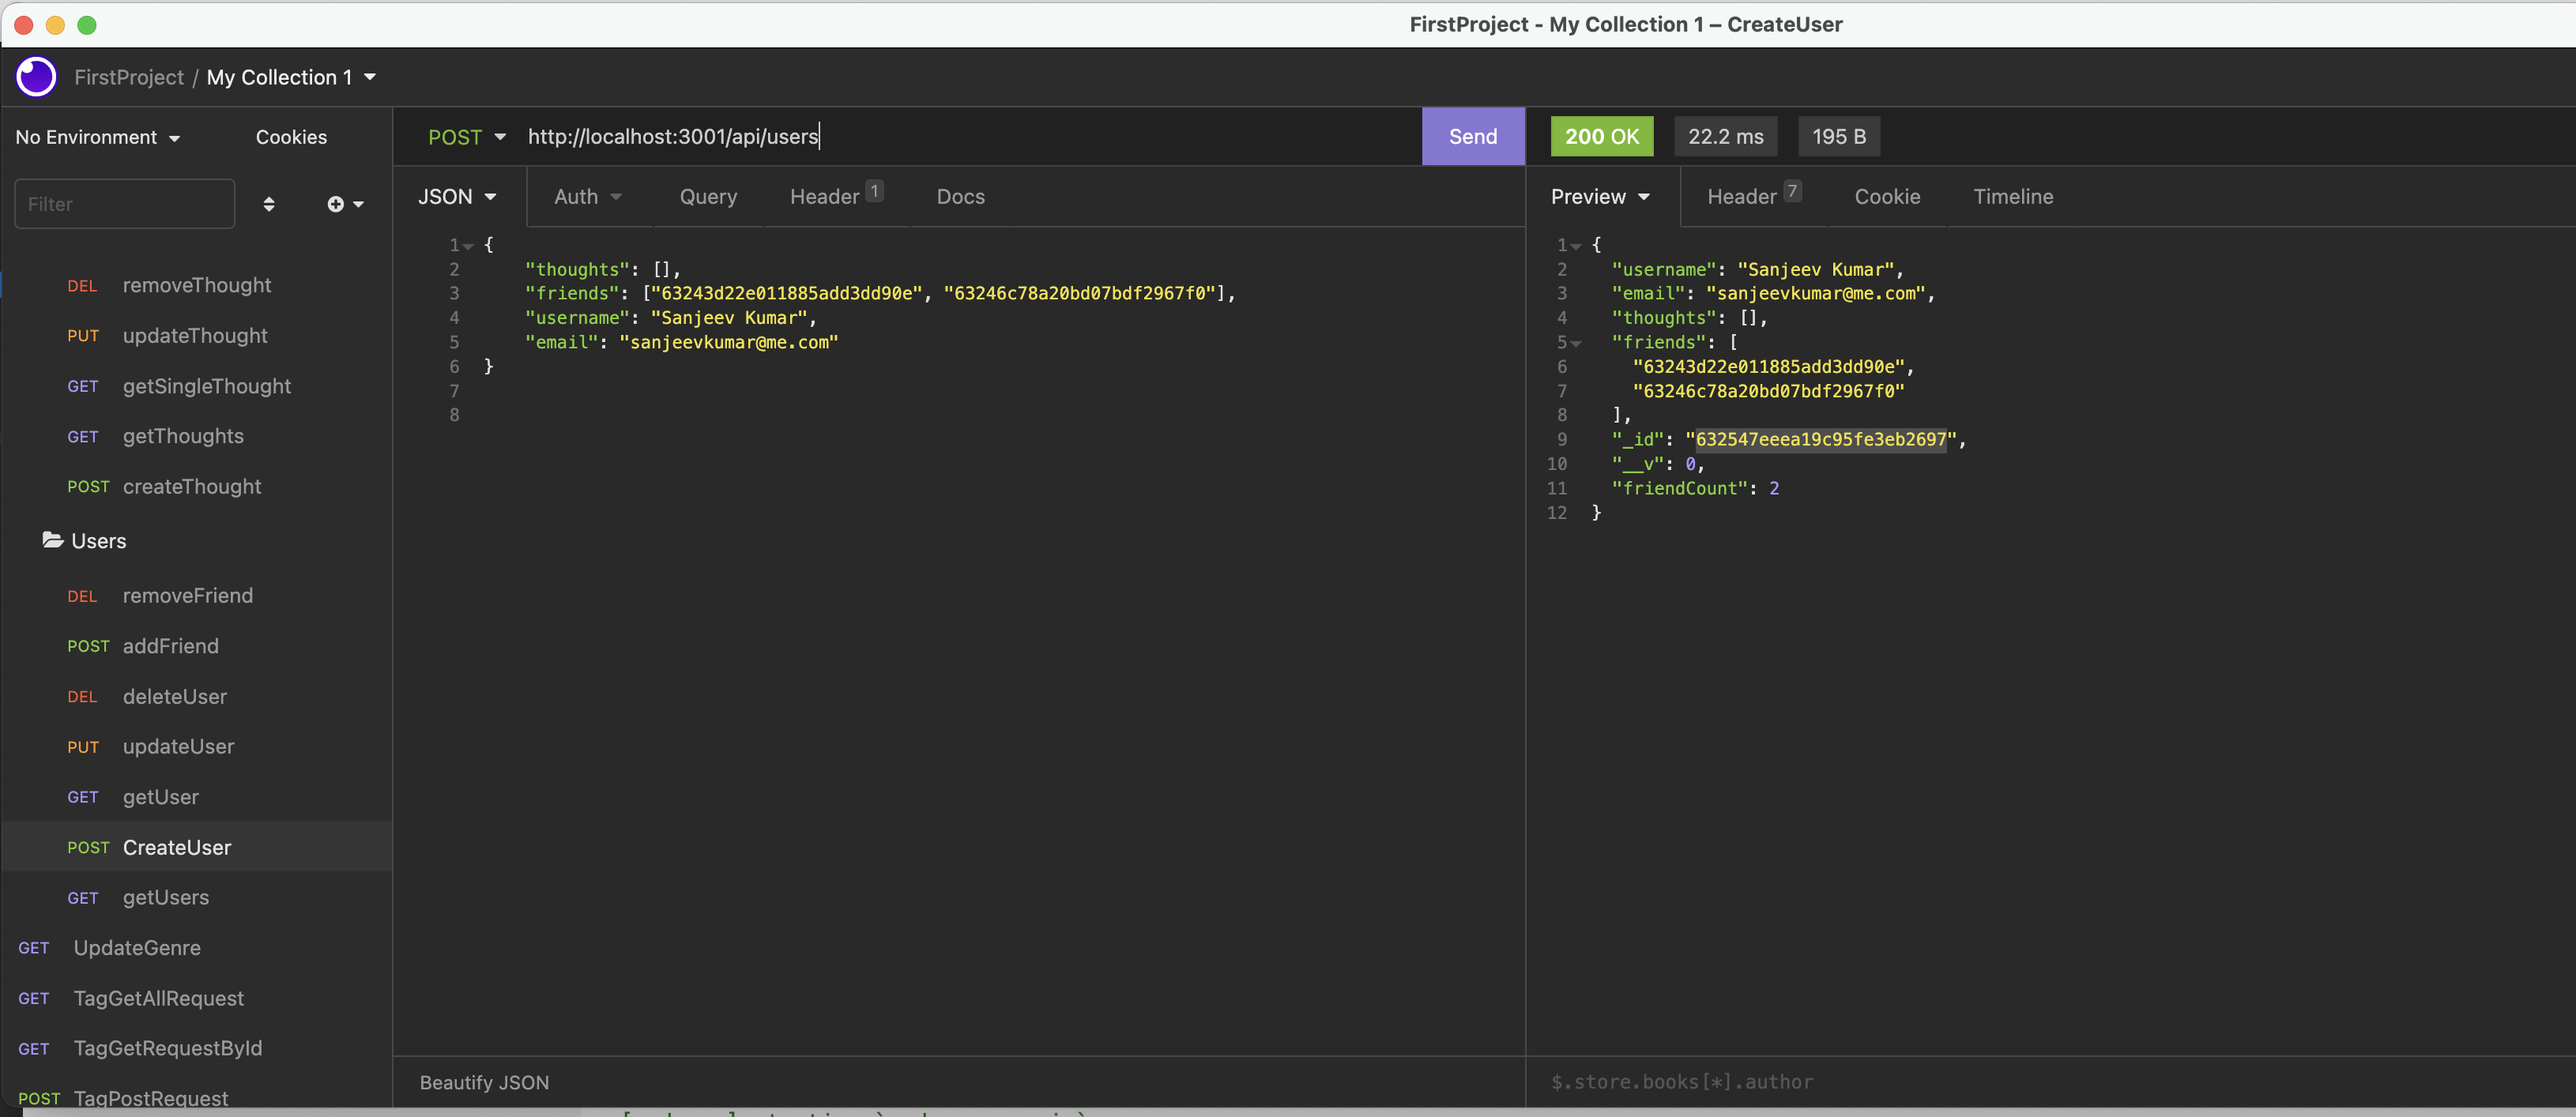 FirstProject - My Collection 1 – CreateUser
FirstProject / My Collection 1
No Environment
Cookies
Filter
DEL removeThought
PUT updateThought
GET getSingleThought
GET getThoughts
POST createThought
Users
DEL removeFriend
POST addFriend
DEL deleteUser
PUT updateUser
GET getUser
POST CreateUser
GET getUsers
GET UpdateGenre
GET TagGetAllRequest
GET TagGetRequestById
POST TagPostRequest
POST http://localhost:3001/api/users
Send
JSON Auth Query Header 1 Docs
1 {
2 "thoughts": [],
3 "friends": ["63243d22e011885add3dd90e", "63246c78a20bd07bdf2967f0"],
4 "username": "Sanjeev Kumar",
5 "email": "sanjeevkumar@me.com"
6 }
7
8
Beautify JSON
200 OK 22.2 ms 195 B
Preview Header 7 Cookie Timeline
1 {
2 "username": "Sanjeev Kumar",
3 "email": "sanjeevkumar@me.com",
4 "thoughts": [],
5 "friends": [
6 "63243d22e011885add3dd90e",
7 "63246c78a20bd07bdf2967f0"
8 ],
9 "_id": "632547eeea19c95fe3eb2697",
10 "__v": 0,
11 "friendCount": 2
12 }
$.store.books[*].author